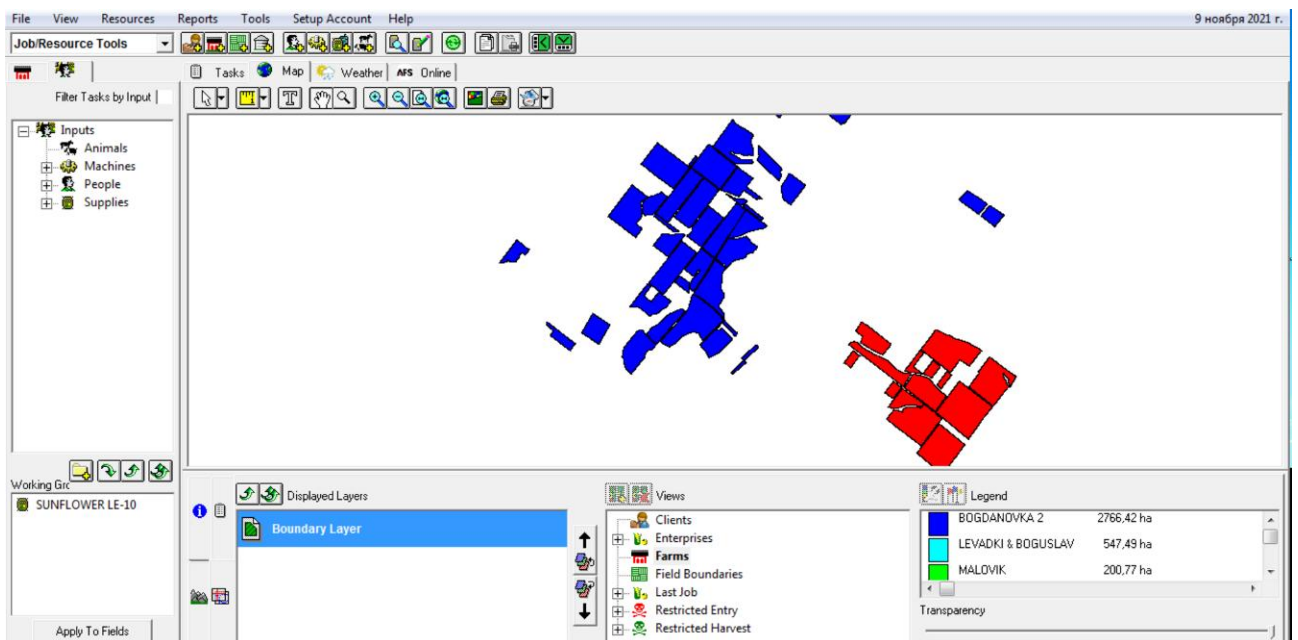 File View Resources Reports Tools Setup Account Help 9 ноября 2021 г.
Job/Resource Tools
Tasks Map Weather AFS Online
Filter Tasks by Input
Inputs
Animals
Machines
People
Supplies
Working Grc
SUNFLOWER LE-10
Apply To Fields
Displayed Layers
Boundary Layer
Views
Clients
Enterprises
Farms
Field Boundaries
Last Job
Restricted Entry
Restricted Harvest
Legend
BOGDANOVKA 2 2766,42 ha
LEVADKI & BOGUSLAV 547,49 ha
MALOVIK 200,77 ha
Transparency